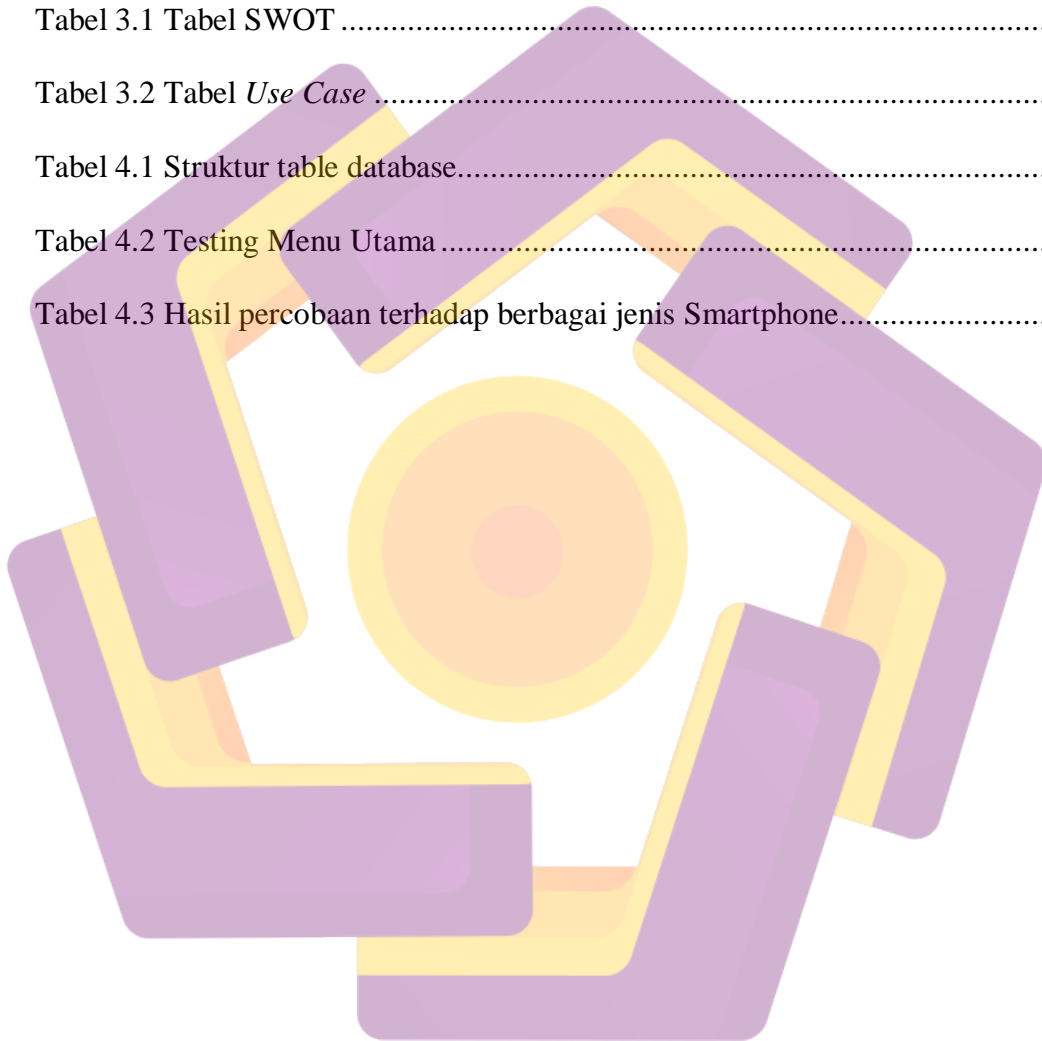 Tabel 3.1 Tabel SWOT ........................................................................................
Tabel 3.2 Tabel Use Case ....................................................................................
Tabel 4.1 Struktur table database..........................................................................
Tabel 4.2 Testing Menu Utama ............................................................................
Tabel 4.3 Hasil percobaan terhadap berbagai jenis Smartphone..........................